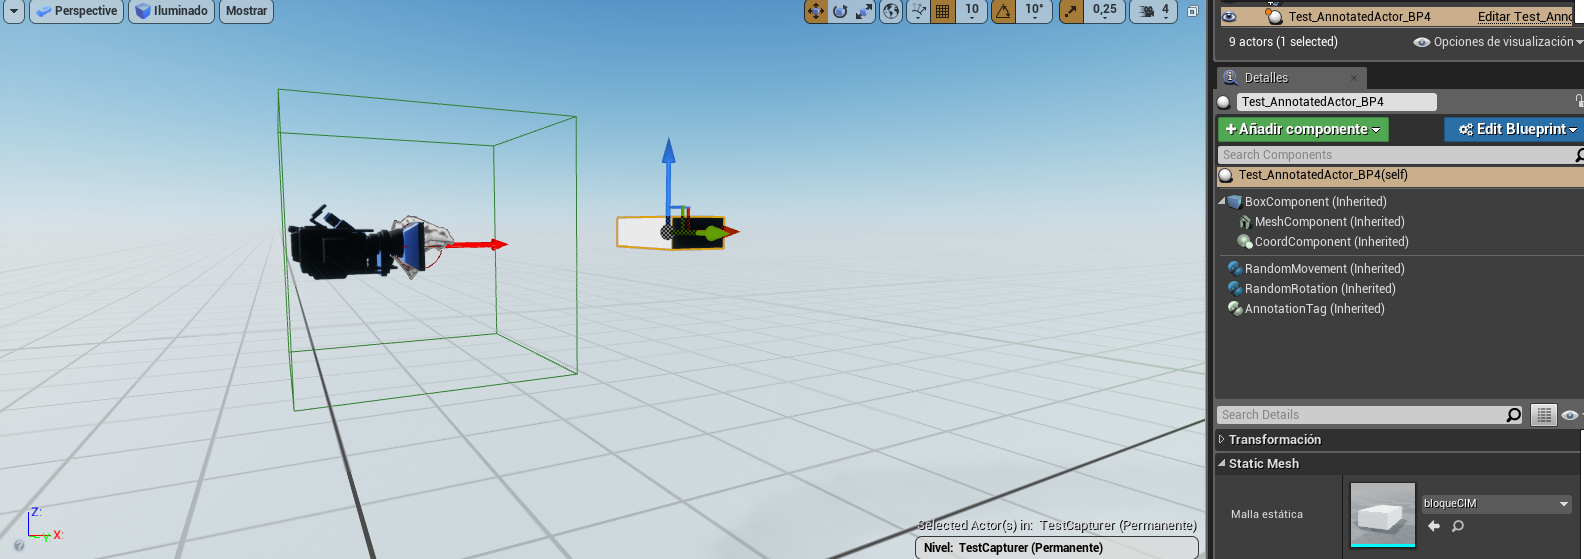 Perspective
Iluminado
Mostrar
10
10°
0,25
4
Test_AnnotatedActor_BP4
Editar Test_Anno
9 actors (1 selected)
Opciones de visualización
Detalles
Test_AnnotatedActor_BP4
+Añadir componente
Edit Blueprint
Search Components
Test_AnnotatedActor_BP4(self)
BoxComponent (Inherited)
MeshComponent (Inherited)
CoordComponent (Inherited)
RandomMovement (Inherited)
RandomRotation (Inherited)
AnnotationTag (Inherited)
Search Details
Transformación
Static Mesh
Malla estática
bloqueCIM
Z:
Y:
X:
Selected Actor(s) in: TestCapturer (Permanente)
Nivel: TestCapturer (Permanente)